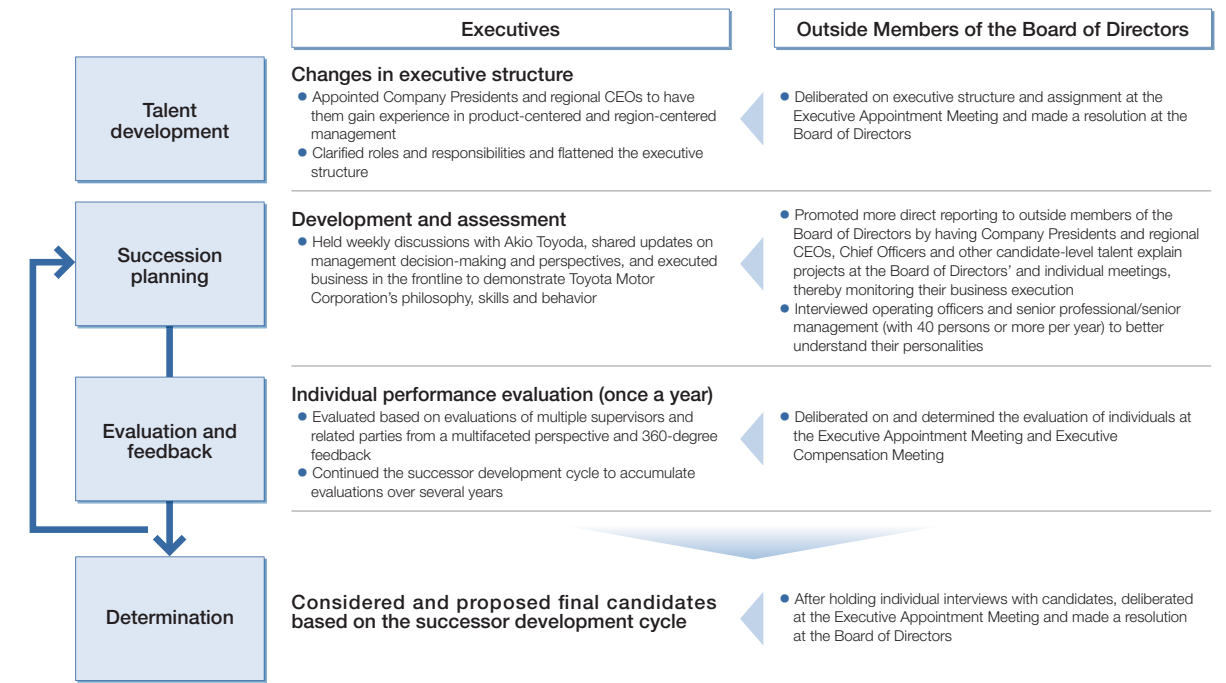 Executives
Outside Members of the Board of Directors
Talent
development
Changes in executive structure
● Appointed Company Presidents and regional CEOs to have
them gain experience in product-centered and region-centered
management
● Clarified roles and responsibilities and flattened the executive
structure
● Deliberated on executive structure and assignment at the
Executive Appointment Meeting and made a resolution at the
Board of Directors
Succession
planning
Development and assessment
● Held weekly discussions with Akio Toyoda, shared updates on
management decision-making and perspectives, and executed
business in the frontline to demonstrate Toyota Motor
Corporation’s philosophy, skills and behavior
● Promoted more direct reporting to outside members of the
Board of Directors by having Company Presidents and regional
CEOs, Chief Officers and other candidate-level talent explain
projects at the Board of Directors’ and individual meetings,
thereby monitoring their business execution
● Interviewed operating officers and senior professional/senior
management (with 40 persons or more per year) to better
understand their personalities
Evaluation and
feedback
Individual performance evaluation (once a year)
● Evaluated based on evaluations of multiple supervisors and
related parties from a multifaceted perspective and 360-degree
feedback
● Continued the successor development cycle to accumulate
evaluations over several years
● Deliberated on and determined the evaluation of individuals at
the Executive Appointment Meeting and Executive
Compensation Meeting
Determination
Considered and proposed final candidates
based on the successor development cycle
● After holding individual interviews with candidates, deliberated
at the Executive Appointment Meeting and made a resolution
at the Board of Directors